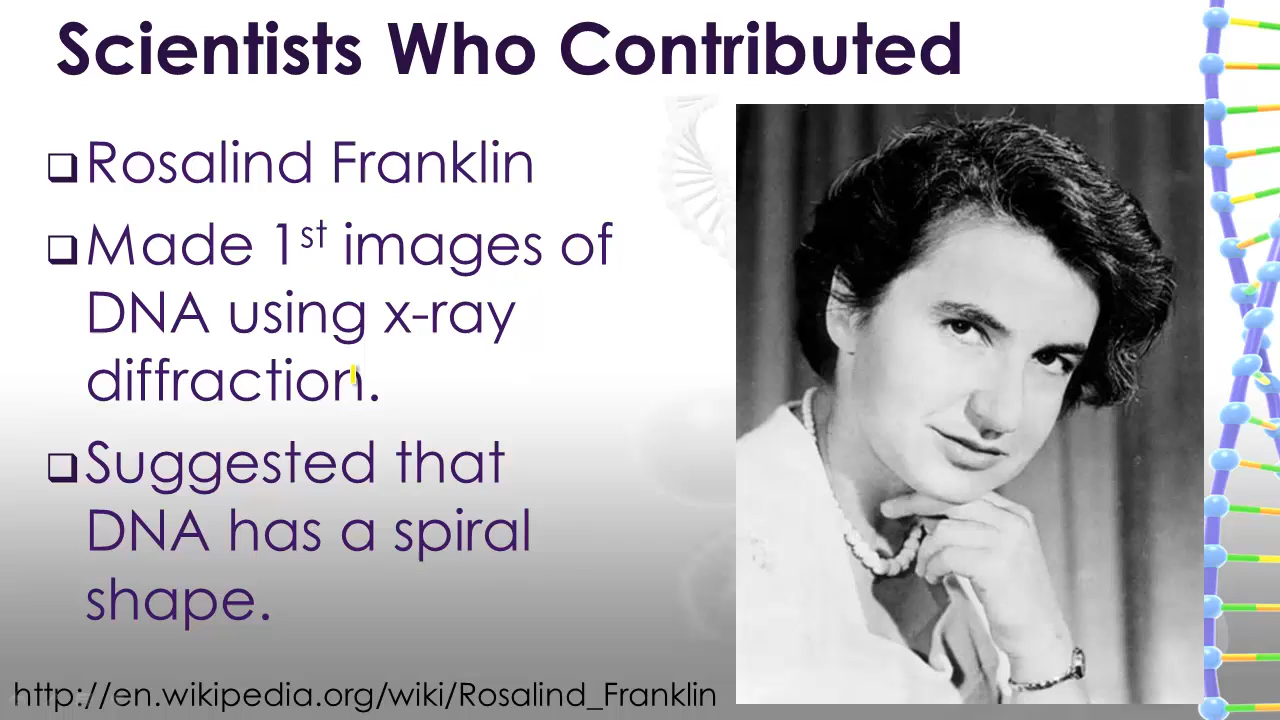 Scientists Who Contributed
❑Rosalind Franklin
❑Made 1st images of
DNA using x-ray
diffraction.
❑Suggested that
DNA has a spiral
shape.
http://en.wikipedia.org/wiki/Rosalind_Franklin